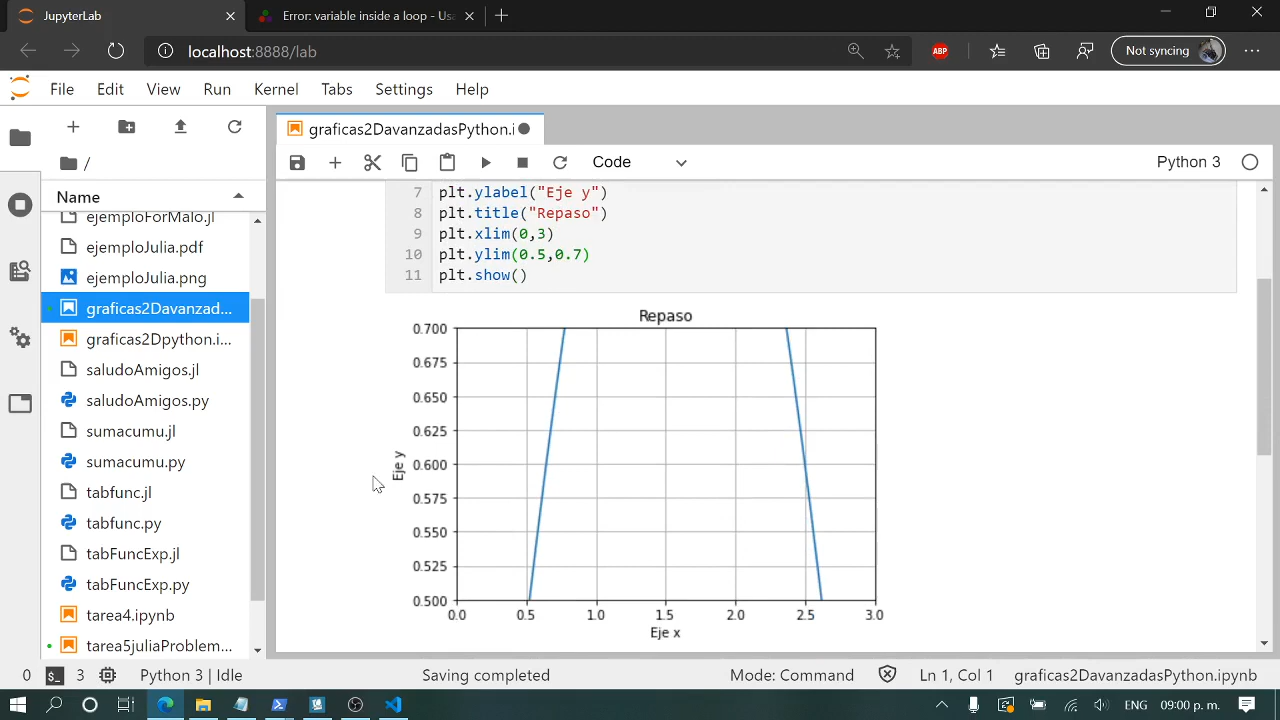 JupyterLab
Error: variable inside a loop - Usa
localhost:8888/lab
ABP
Not syncing
File Edit View Run Kernel Tabs Settings Help
graficas2DavanzadasPython.i
/
Code
Python 3
Name
ejemploForMalo.jl
ejemploJulia.pdf
ejemploJulia.png
graficas2Davanzad...
graficas2Dpython.i...
saludoAmigos.jl
saludoAmigos.py
sumacumu.jl
sumacumu.py
tabfunc.jl
tabfunc.py
tabFuncExp.jl
tabFuncExp.py
tarea4.ipynb
tarea5juliaProblem...
7 plt.ylabel("Eje y")
8 plt.title("Repaso")
9 plt.xlim(0,3)
10 plt.ylim(0.5,0.7)
11 plt.show()
Repaso
0.700
0.675
0.650
0.625
0.600
0.575
0.550
0.525
0.500
Eje y
0.0 0.5 1.0 1.5 2.0 2.5 3.0
Eje x
0 3 Python 3 | Idle Saving completed Mode: Command Ln 1, Col 1 graficas2DavanzadasPython.ipynb
ENG 09:00 p. m.